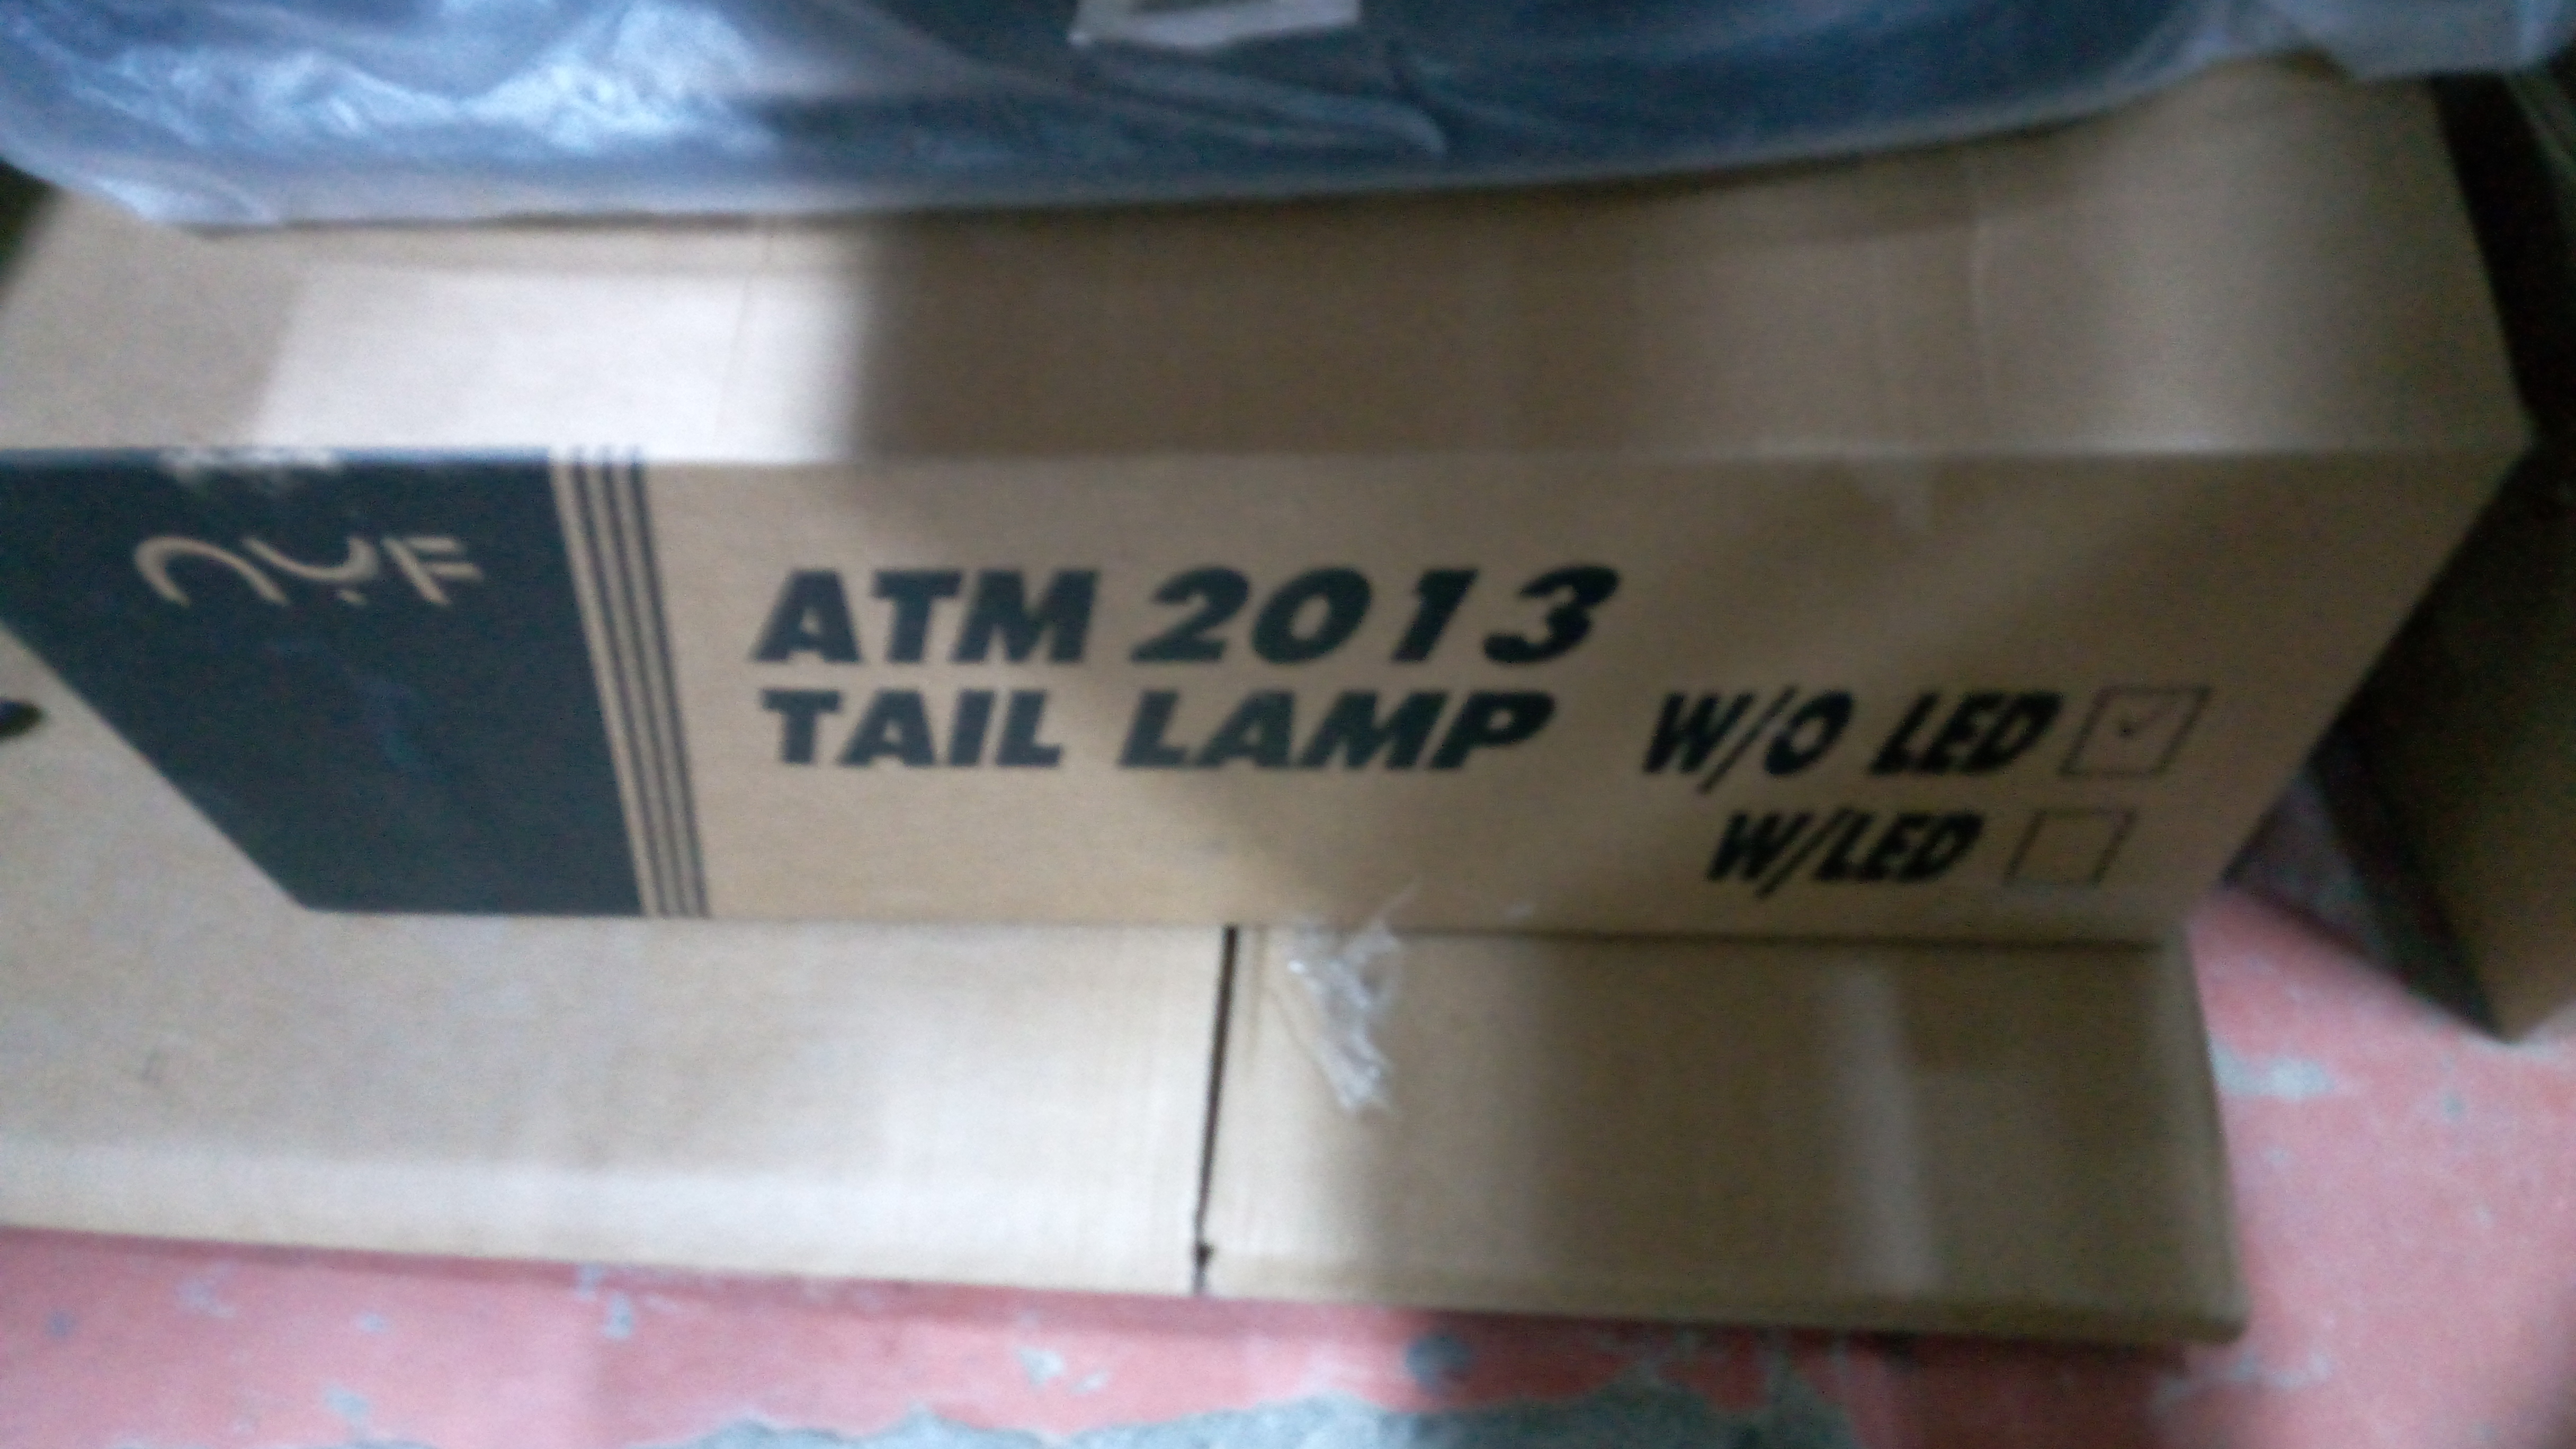 ATM 2013
TAIL LAMP W/O LED
W/LED